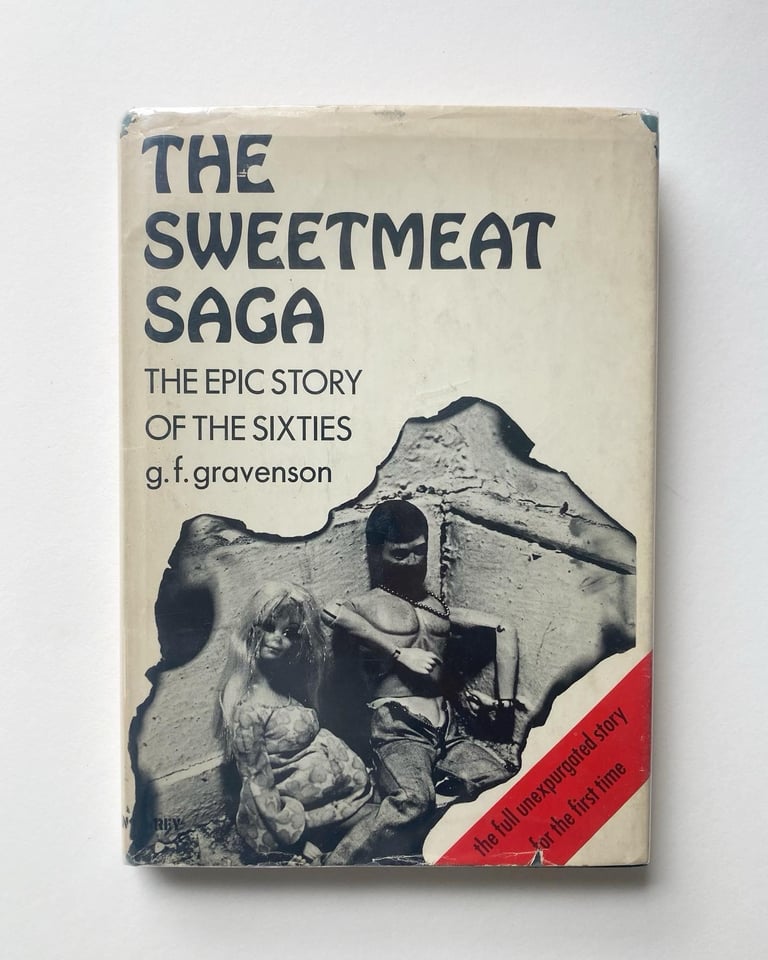 THE
SWEETMEAT
SAGA
THE EPIC STORY
OF THE SIXTIES
g.f.gravenson
the full unexpurgated story
for the first time